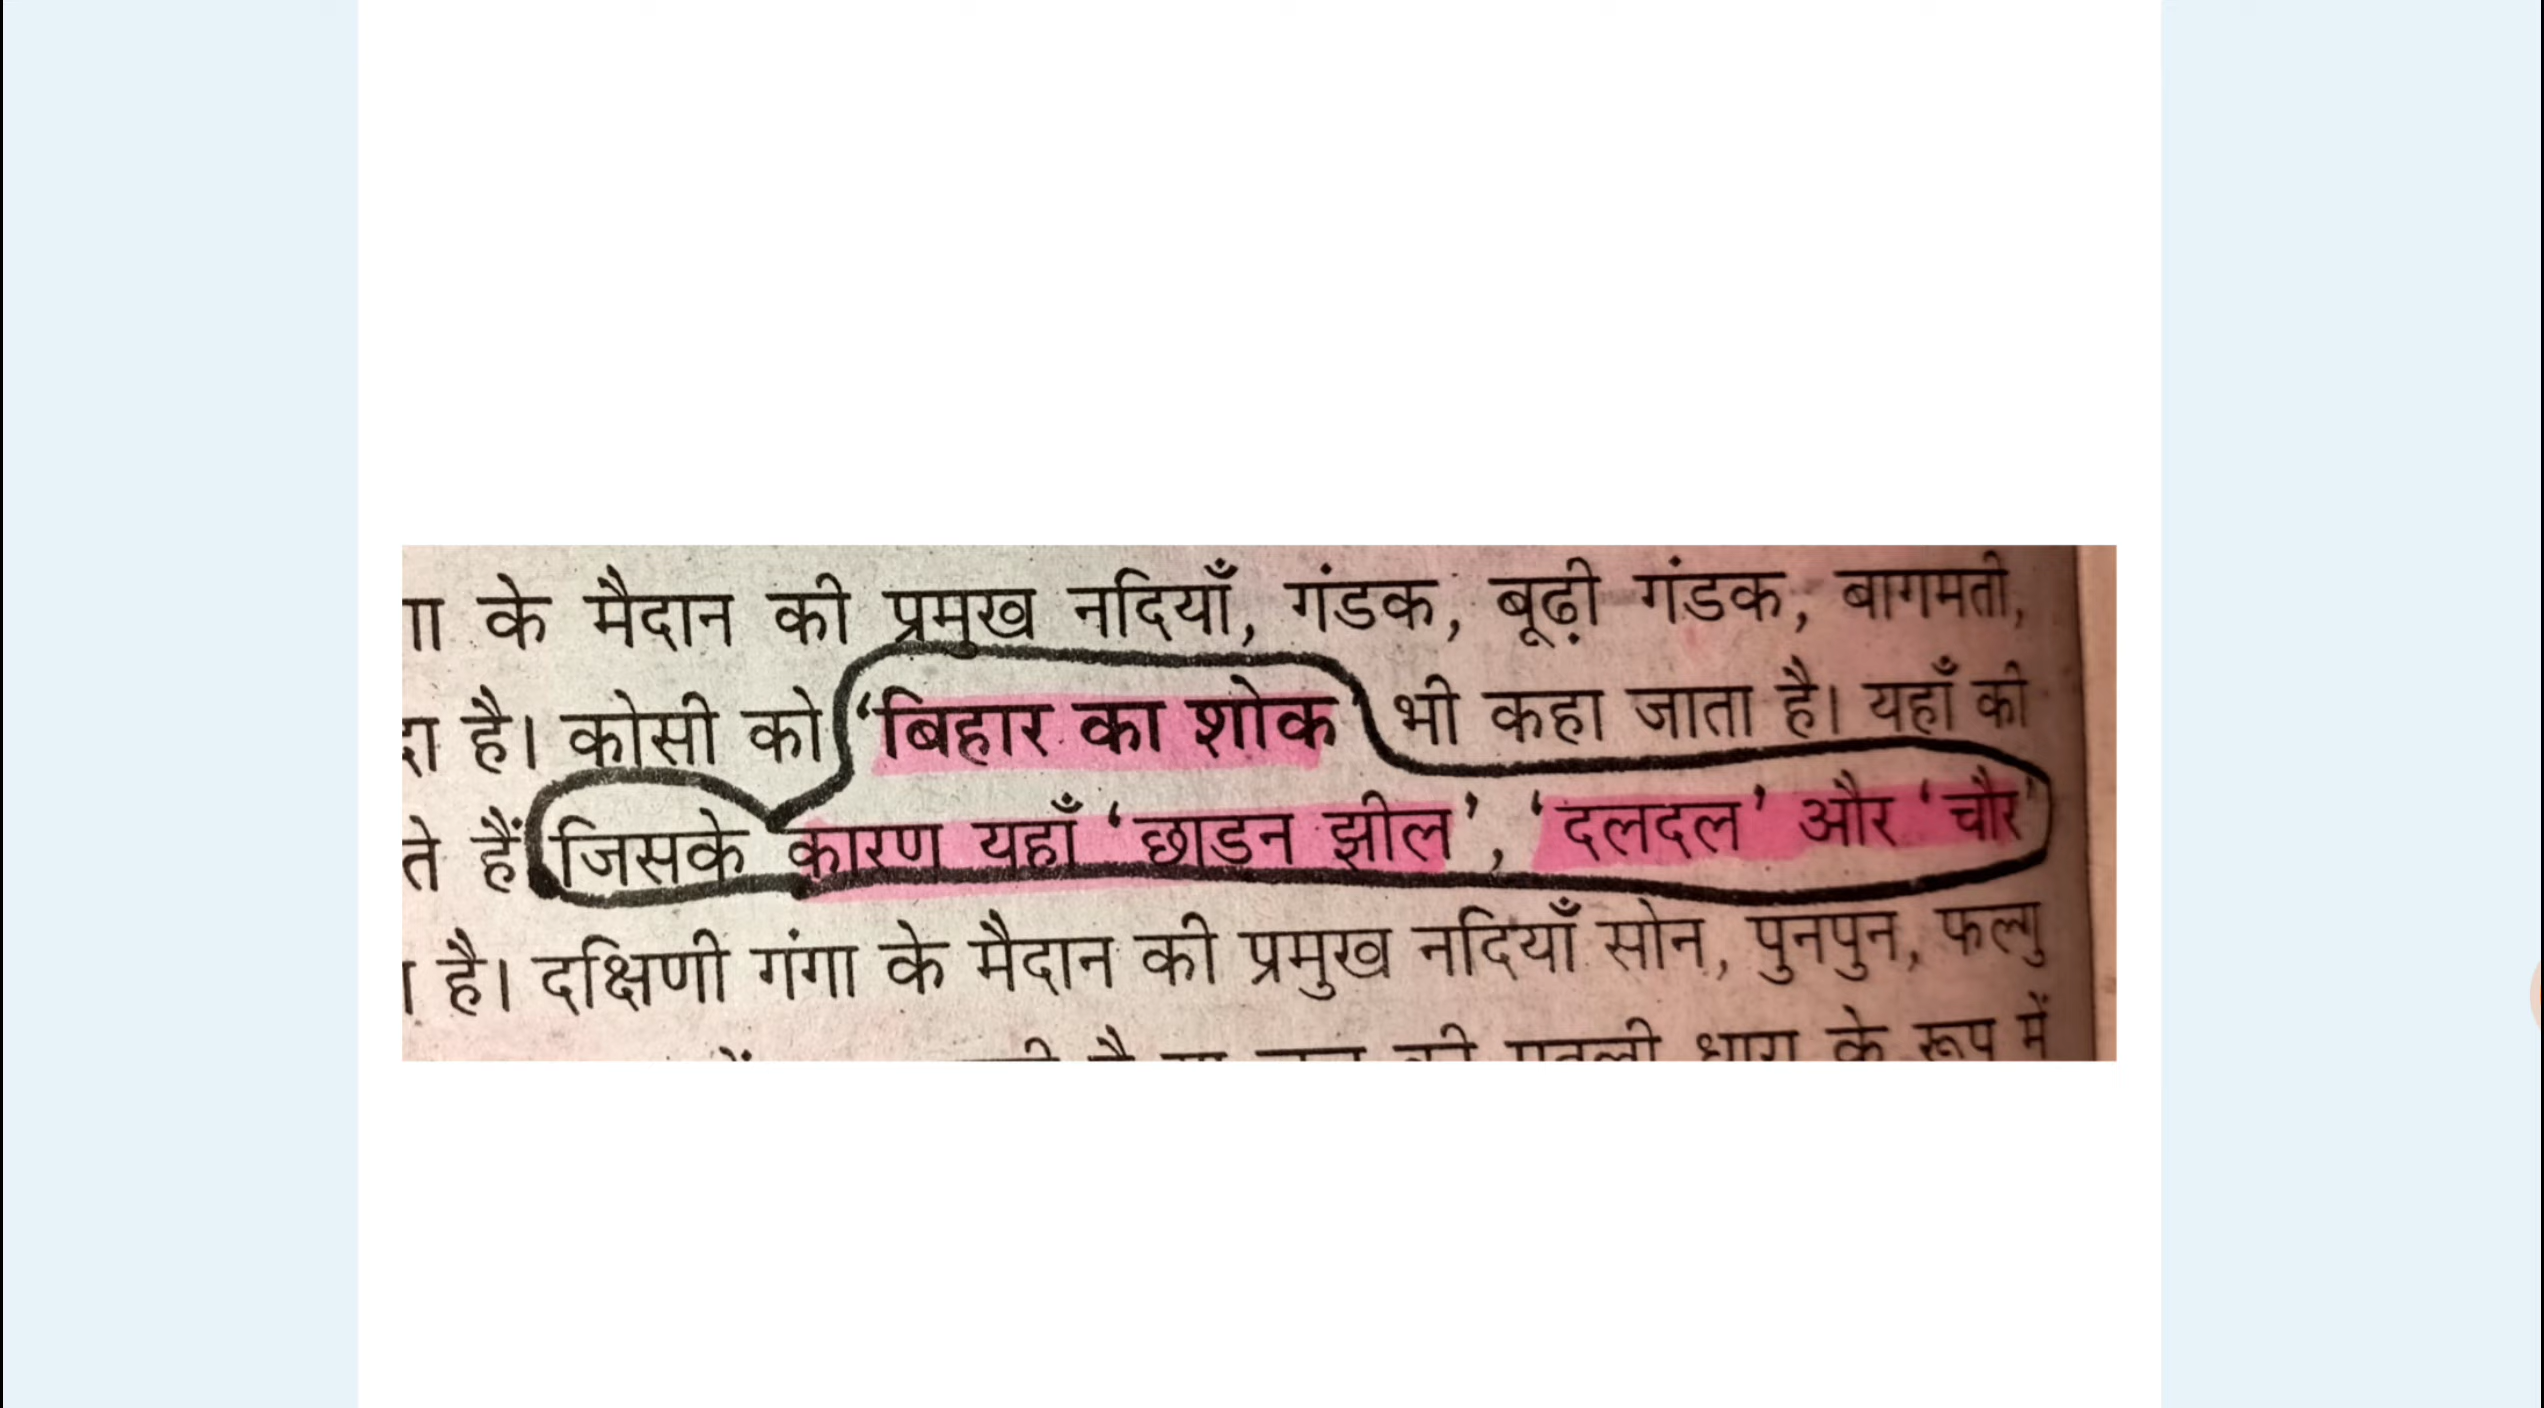 के मैदान की प्रमुख नदियाँ, गंडक, बूढ़ी गंडक, बागमती,
है। कोसी को ‘बिहार का शोक’ भी कहा जाता है। यहाँ की
ते हैं जिसके कारण यहाँ ‘छाडन झील’, ‘दलदल’ और ‘चौर’
है। दक्षिणी गंगा के मैदान की प्रमुख नदियाँ सोन, पुनपुन, फल्गु
धारा के रूप में